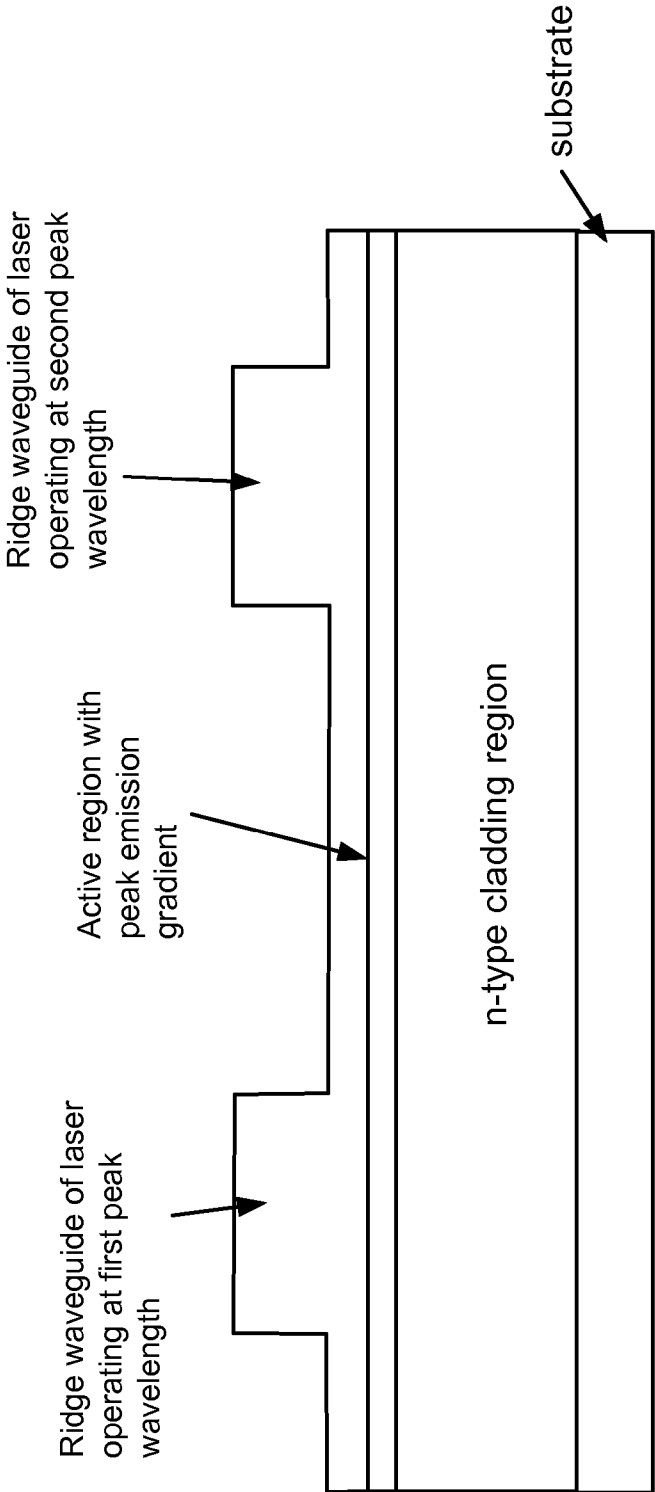 Ridge waveguide of laser
operating at first peak
wavelength
Active region with
peak emission
gradient
Ridge waveguide of laser
operating at second peak
wavelength
n-type cladding region
substrate